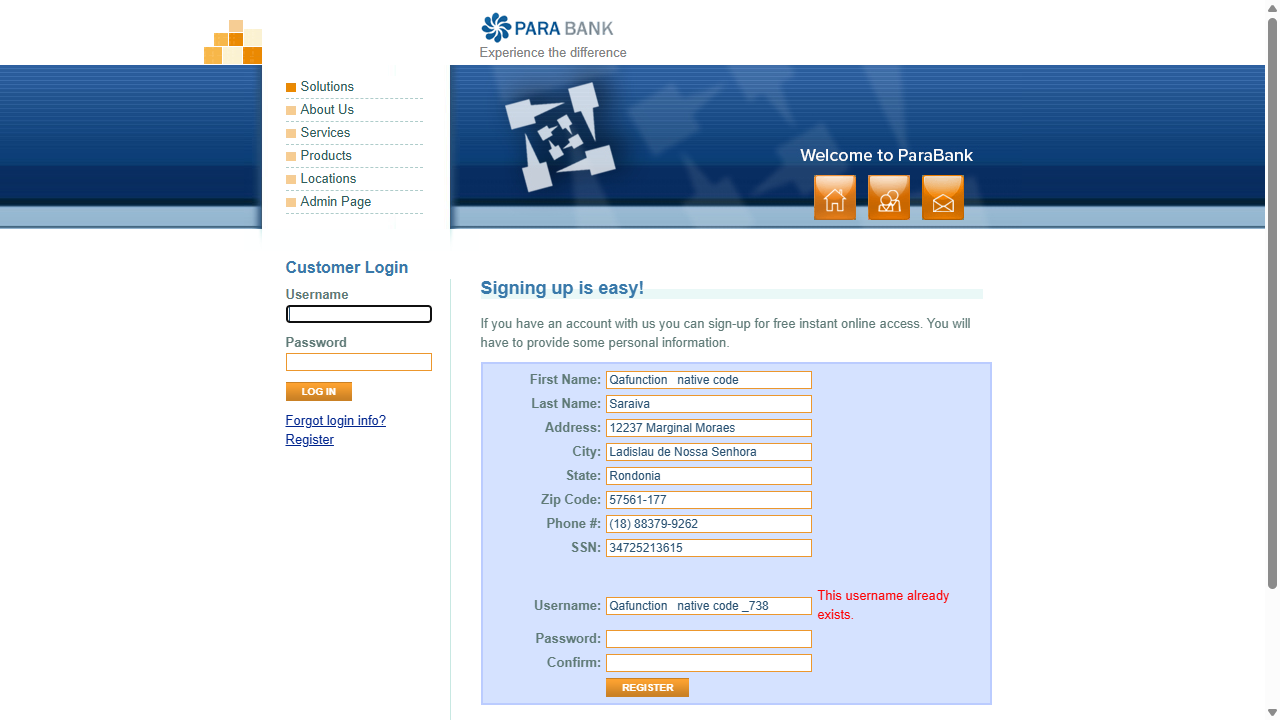 PARA BANK
Experience the difference
Solutions
About Us
Services
Products
Locations
Admin Page
Welcome to ParaBank
Customer Login
Username
Password
LOG IN
Forgot login info?
Register
Signing up is easy!
If you have an account with us you can sign-up for free instant online access. You will
have to provide some personal information.
First Name: Qafunction   native code
Last Name: Saraiva
Address: 12237 Marginal Moraes
City: Ladislau de Nossa Senhora
State: Rondonia
Zip Code: 57561-177
Phone #: (18) 88379-9262
SSN: 34725213615
Username: Qafunction   native code _738 This username already
exists.
Password:
Confirm:
REGISTER